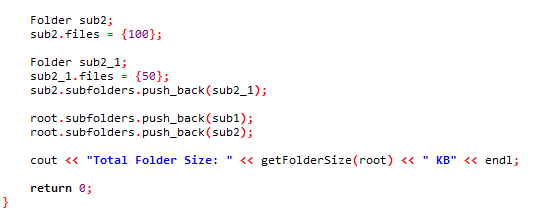 Folder sub2;
sub2.files = {100};
Folder sub2_1;
sub2_1.files = {50};
sub2.subfolders.push_back(sub2_1);
root.subfolders.push_back(sub1);
root.subfolders.push_back(sub2);
cout << "Total Folder Size: " << getFolderSize(root) << " KB" << endl;
return 0;
}